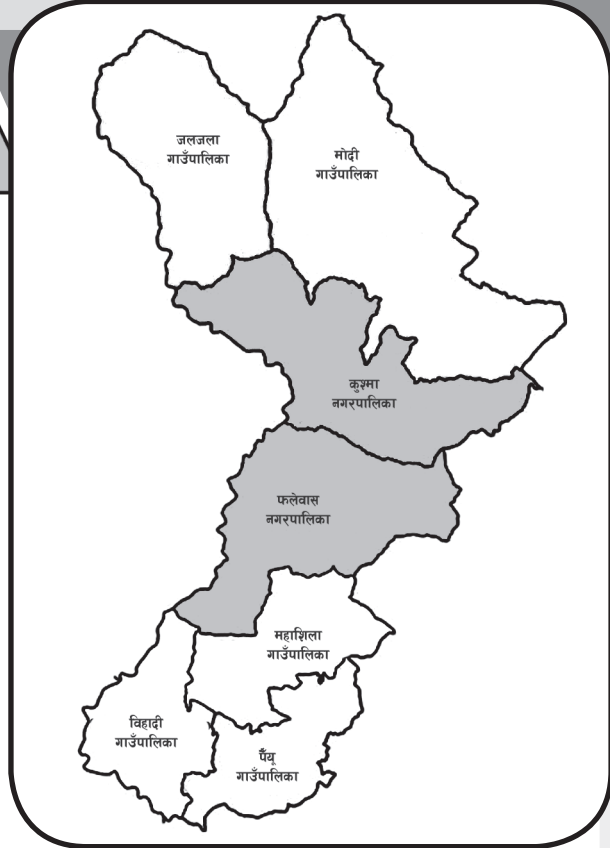 जलजला
गाउँपालिका
मोदी
गाउँपालिका
कुश्मा
नगरपालिका
फलेवास
नगरपालिका
महाशिला
गाउँपालिका
विहादी
गाउँपालिका
पैँयू
गाउँपालिका